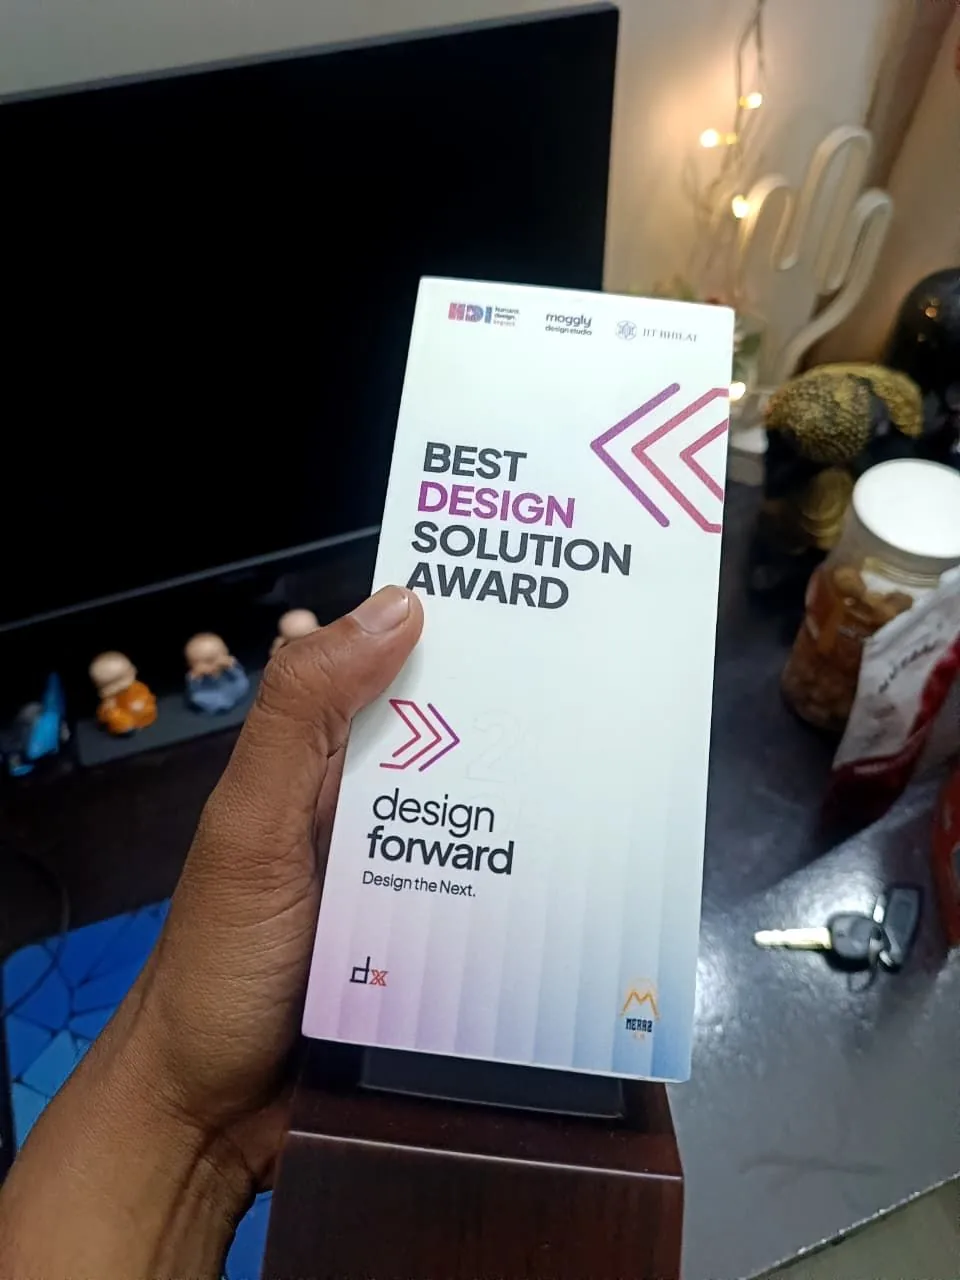 HDI
humans.
design.
impact.
moggly
design studio
IIT BHILAI
BEST
DESIGN
SOLUTION
AWARD
design
forward
Design the Next.
dx
MERAZ